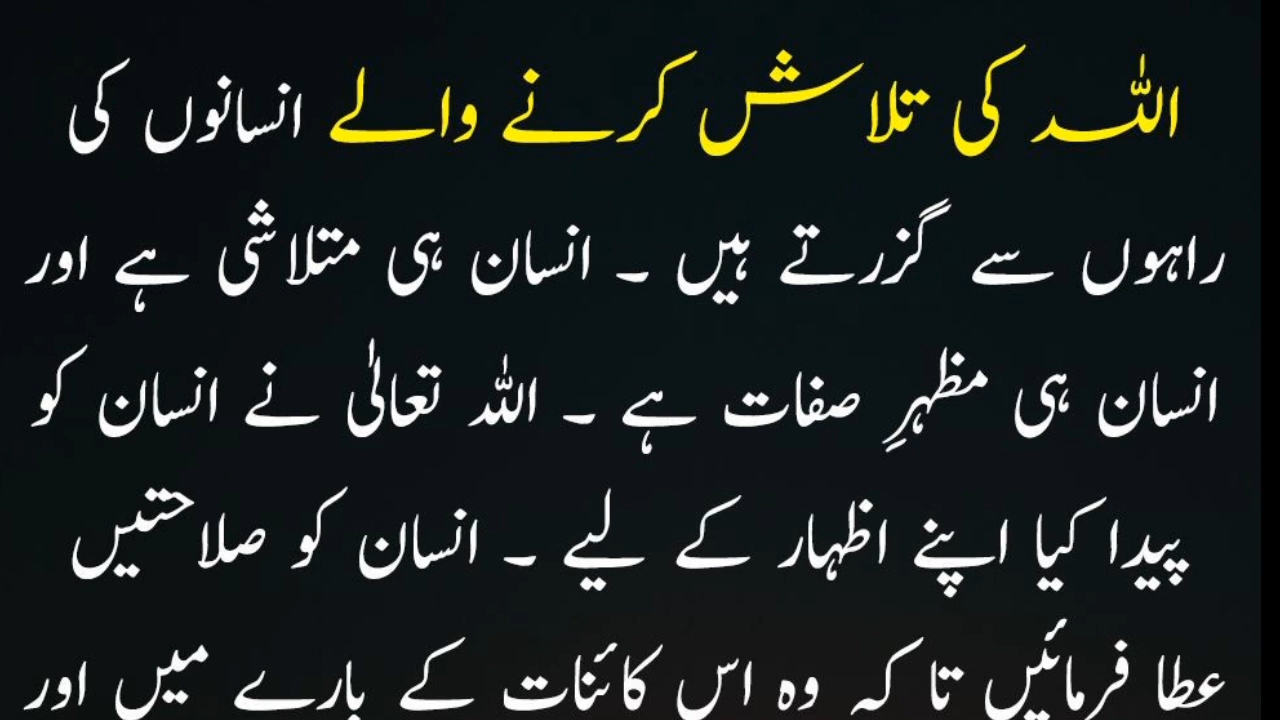 اللہ کی تلاش کرنے والے انسانوں کی
راہوں سے گزرتے ہیں ۔ انسان ہی متلاشی ہے اور
انسان ہی مظہرِ صفات ہے ۔ اللہ تعالیٰ نے انسان کو
پیدا کیا اپنے اظہار کے لیے ۔ انسان کو صلاحتیں
عطا فرمائیں تا کہ وہ اس کائنات کے بارے میں اور